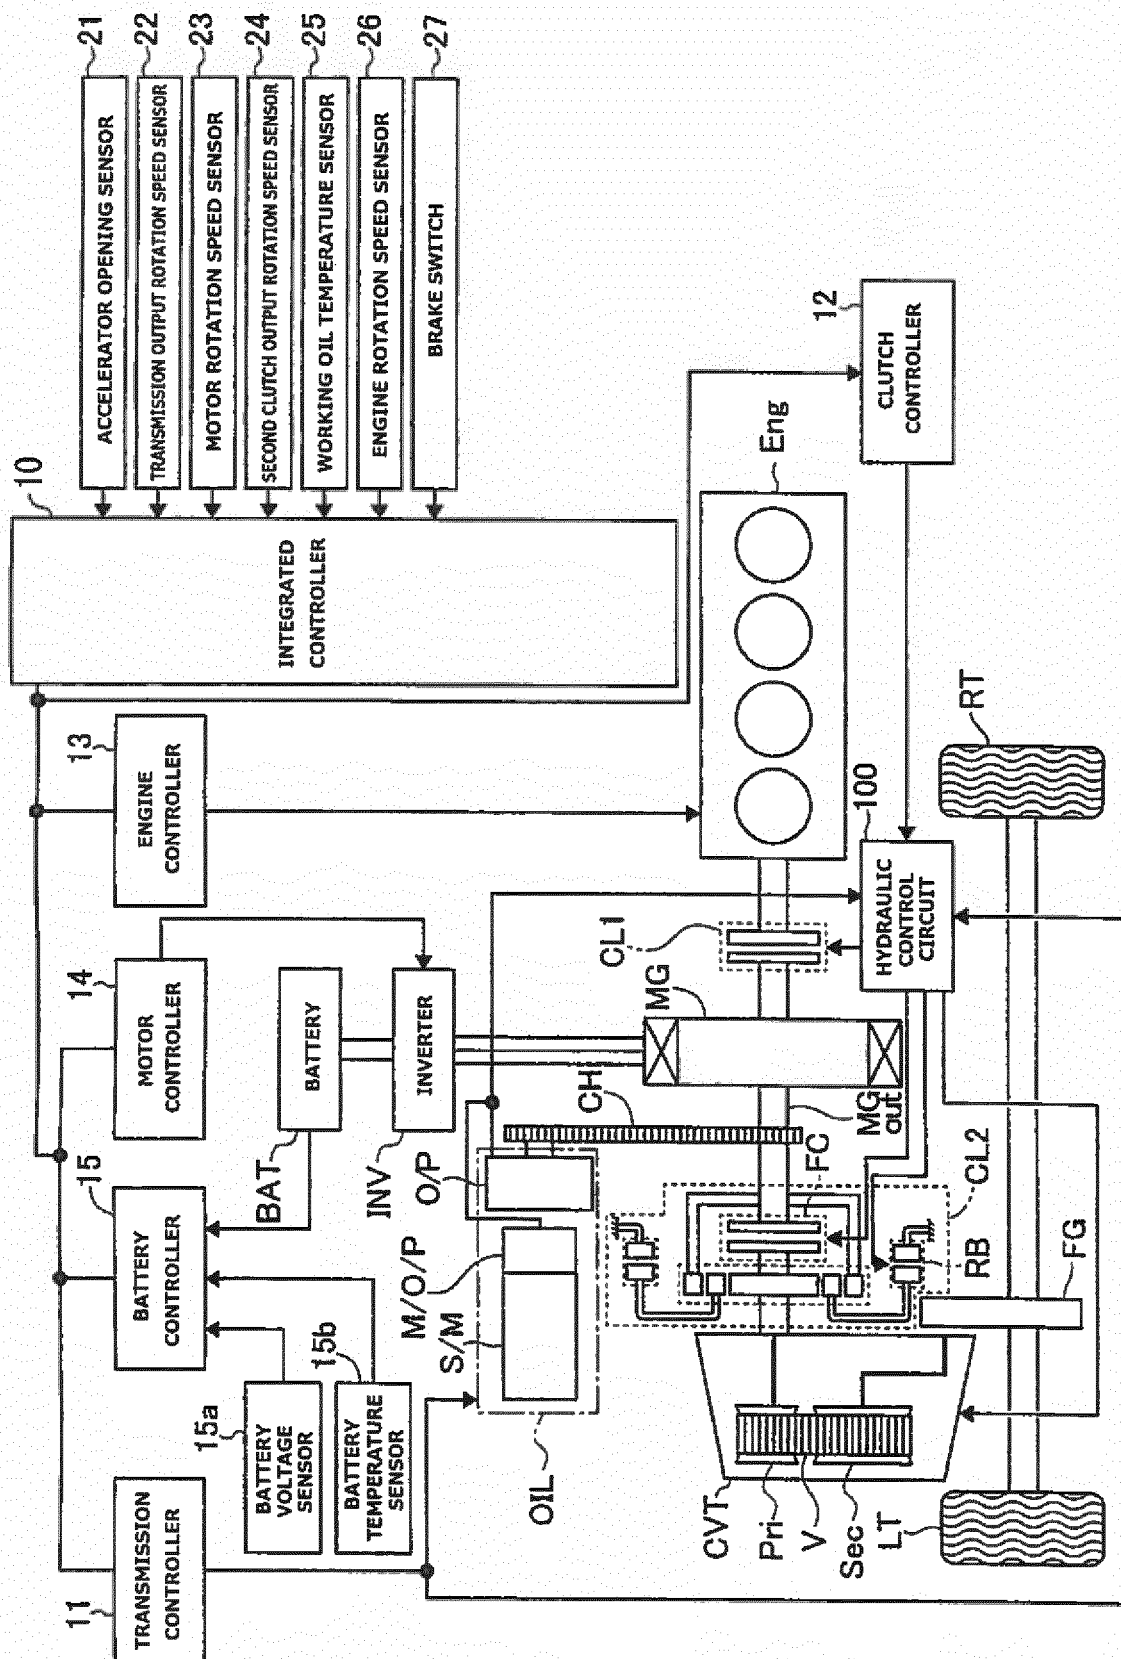 21
22
23
24
25
26
27
ACCELERATOR OPENING SENSOR
TRANSMISSION OUTPUT ROTATION SPEED SENSOR
MOTOR ROTATION SPEED SENSOR
SECOND CLUTCH OUTPUT ROTATION SPEED SENSOR
WORKING OIL TEMPERATURE SENSOR
ENGINE ROTATION SPEED SENSOR
BRAKE SWITCH
10
INTEGRATED
CONTROLLER
12
CLUTCH
CONTROLLER
Eng
13
ENGINE
CONTROLLER
RT
100
HYDRAULIC
CONTROL
CIRCUIT
CL1
14
MOTOR
CONTROLLER
BATTERY
BAT
INVERTER
INV
MG
MG
out
CH
FC
CL2
RB
FG
15
BATTERY
CONTROLLER
O/P
M/O/P
S/M
OIL
15a
BATTERY
VOLTAGE
SENSOR
15b
BATTERY
TEMPERATURE
SENSOR
11
TRANSMISSION
CONTROLLER
CVT
Pri
V
Sec
LT